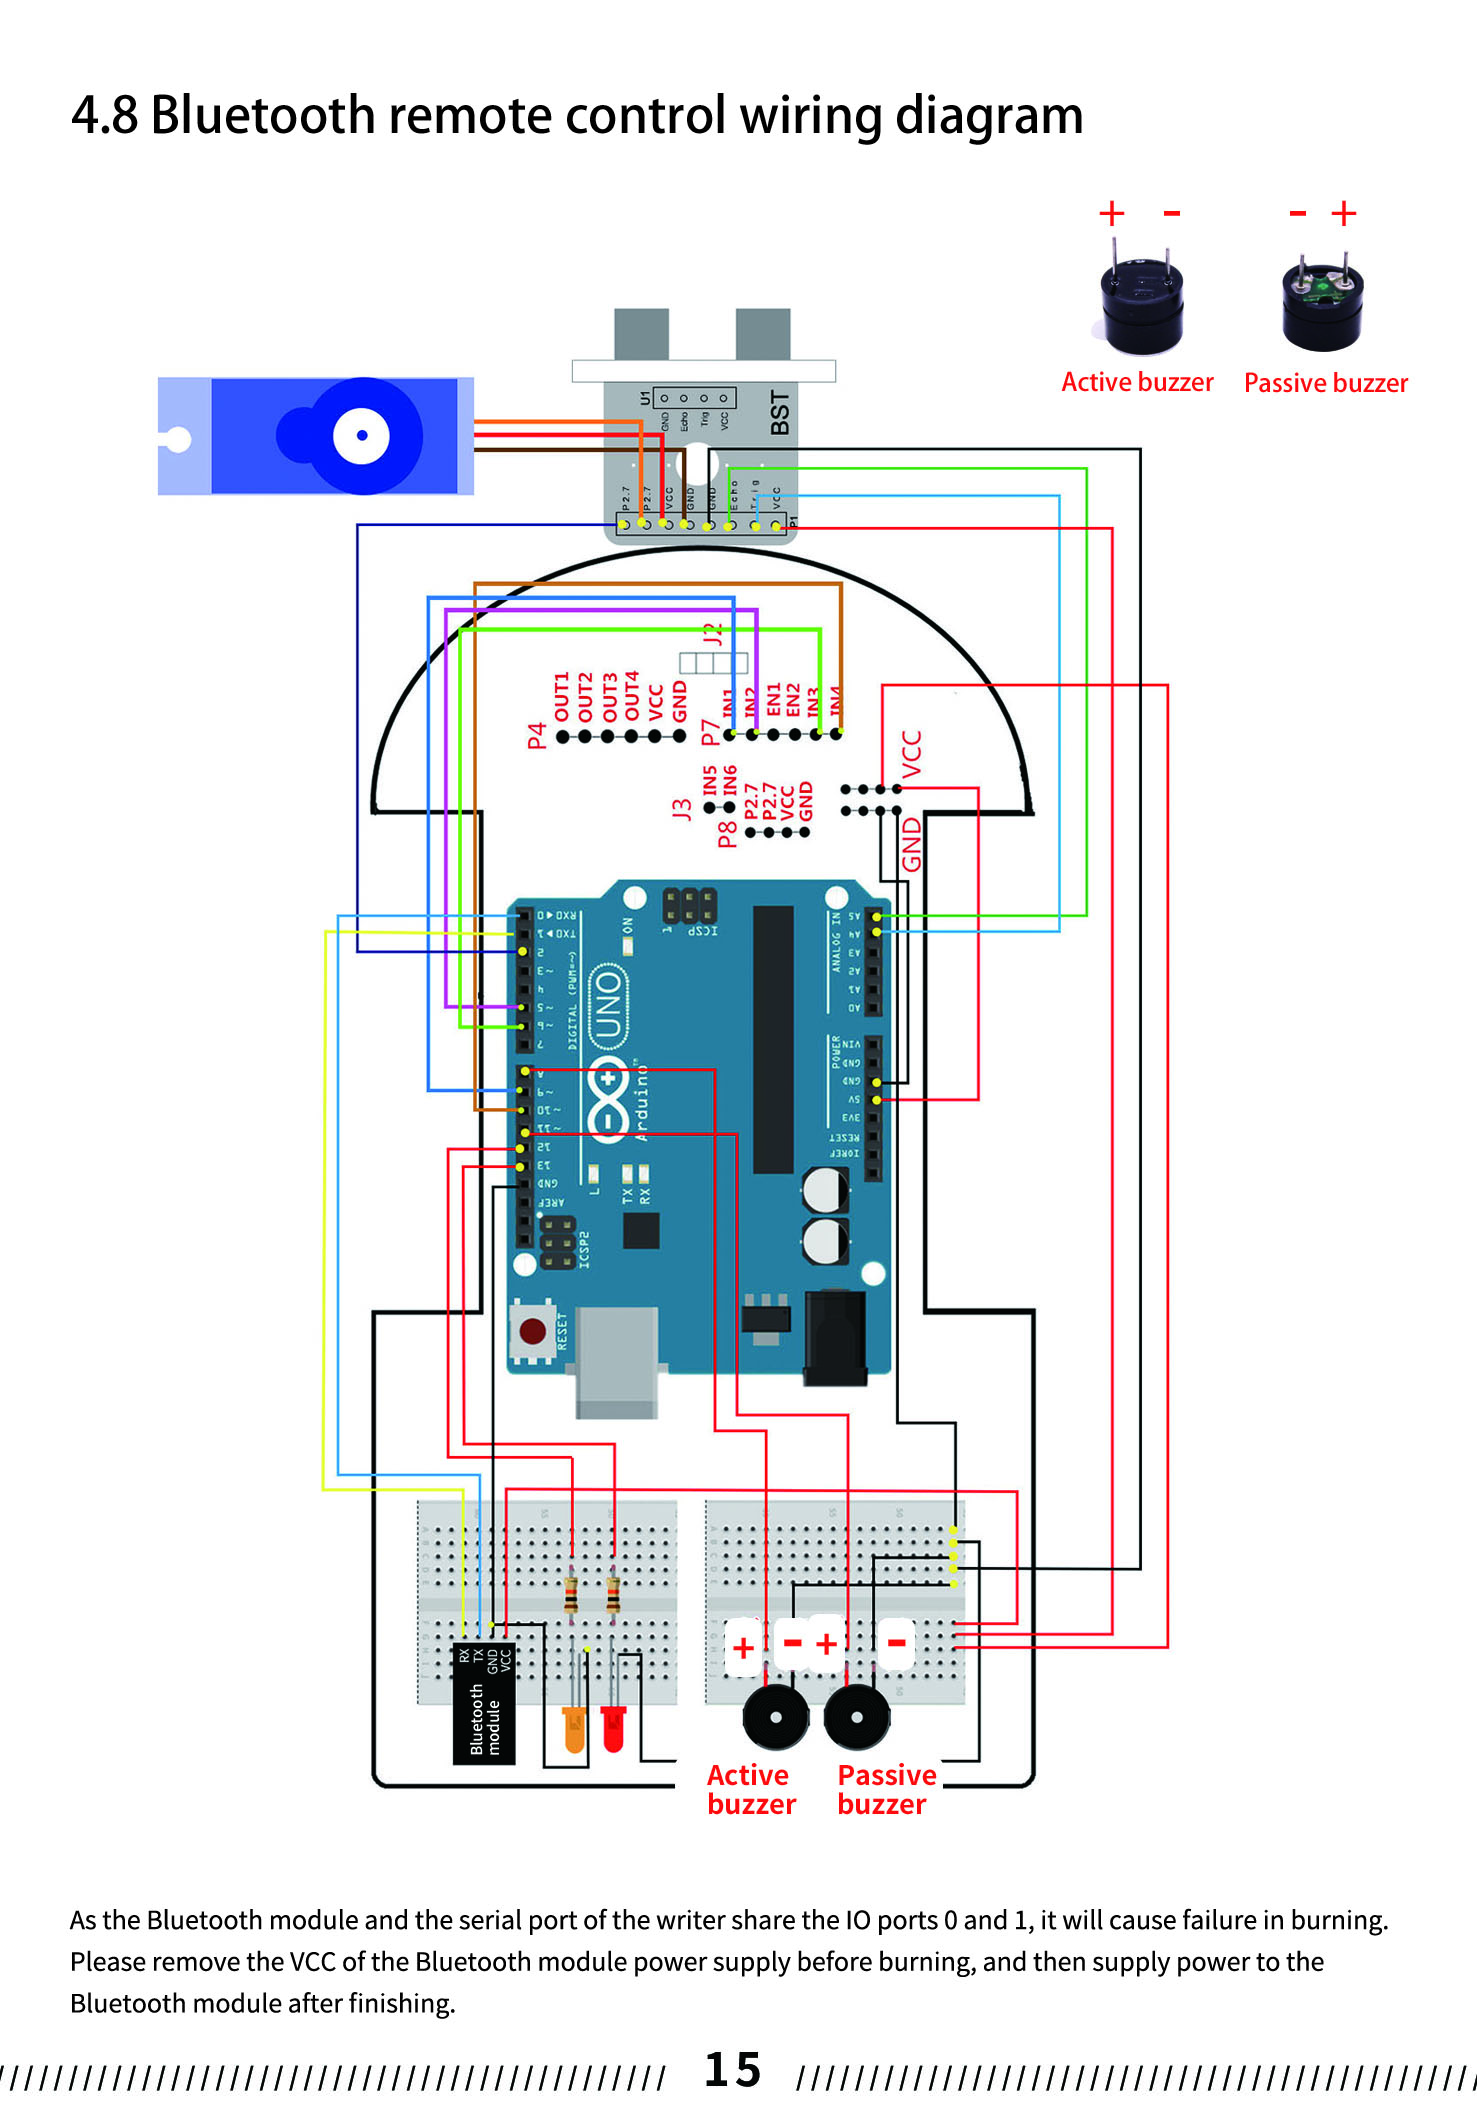 4.8 Bluetooth remote control wiring diagram
+ - - +
Active buzzer Passive buzzer
U1
GND Echo Trig VCC
BST
P2.7 P2.7 VCC GND GND Echo Trig VCC
P1
J2
P4 OUT1 OUT2 OUT3 OUT4 VCC GND
P7 IN1 IN2 EN1 EN2 IN3 IN4
J3 IN5 IN6
P8 P2.7 P2.7 VCC GND
VCC
GND
RX0 ◄ 0
TX0 ► 1
2
~ 3
4
~ 5
~ 6
7
8
~ 9
~ 10
~ 11
12
13
GND
AREF
DIGITAL (PWM=~)
ON
1 ICSP
UNO
Arduino™
L
TX
RX
ICSP2
RESET
ANALOG IN
A5
A4
A3
A2
A1
A0
POWER
VIN
GND
GND
5V
3V3
RESET
IOREF
RX TX GND VCC
Bluetooth
module
+ - + -
Active
buzzer
Passive
buzzer
As the Bluetooth module and the serial port of the writer share the IO ports 0 and 1, it will cause failure in burning.
Please remove the VCC of the Bluetooth module power supply before burning, and then supply power to the
Bluetooth module after finishing.
15